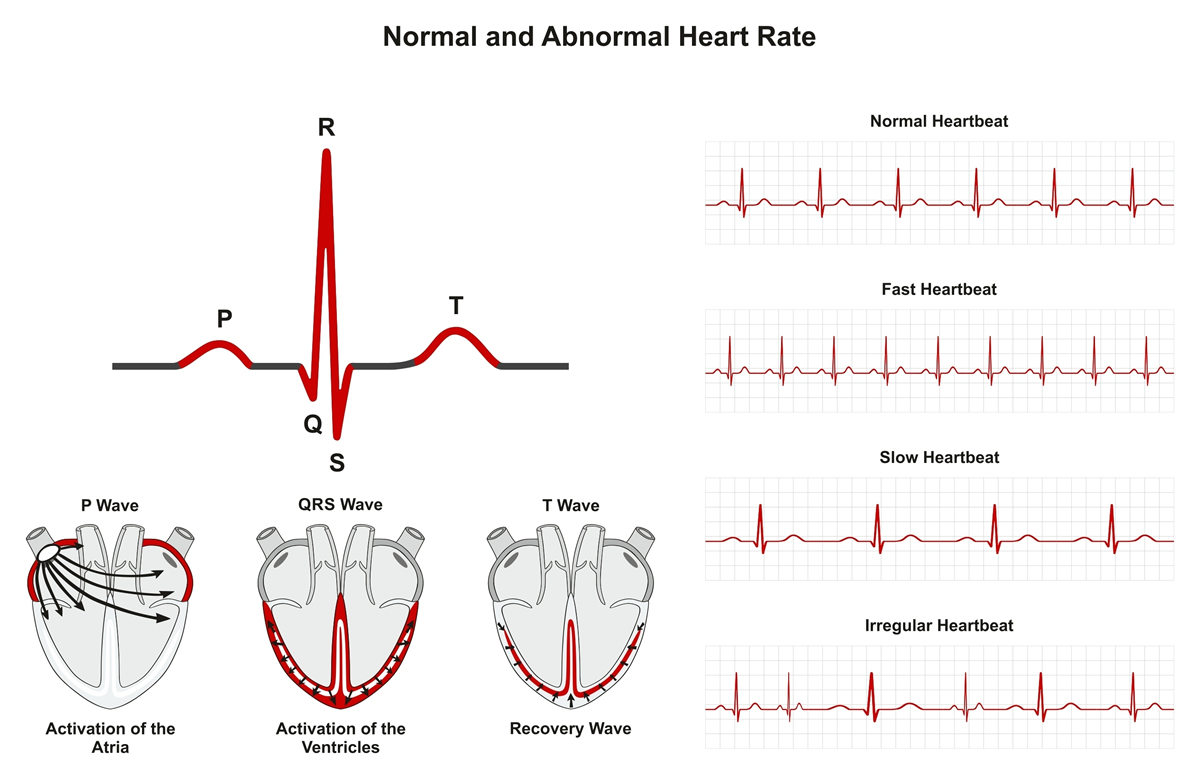 Normal and Abnormal Heart Rate
R
P
T
Q
S
P Wave
QRS Wave
T Wave
Activation of the
Atria
Activation of the
Ventricles
Recovery Wave
Normal Heartbeat
Fast Heartbeat
Slow Heartbeat
Irregular Heartbeat